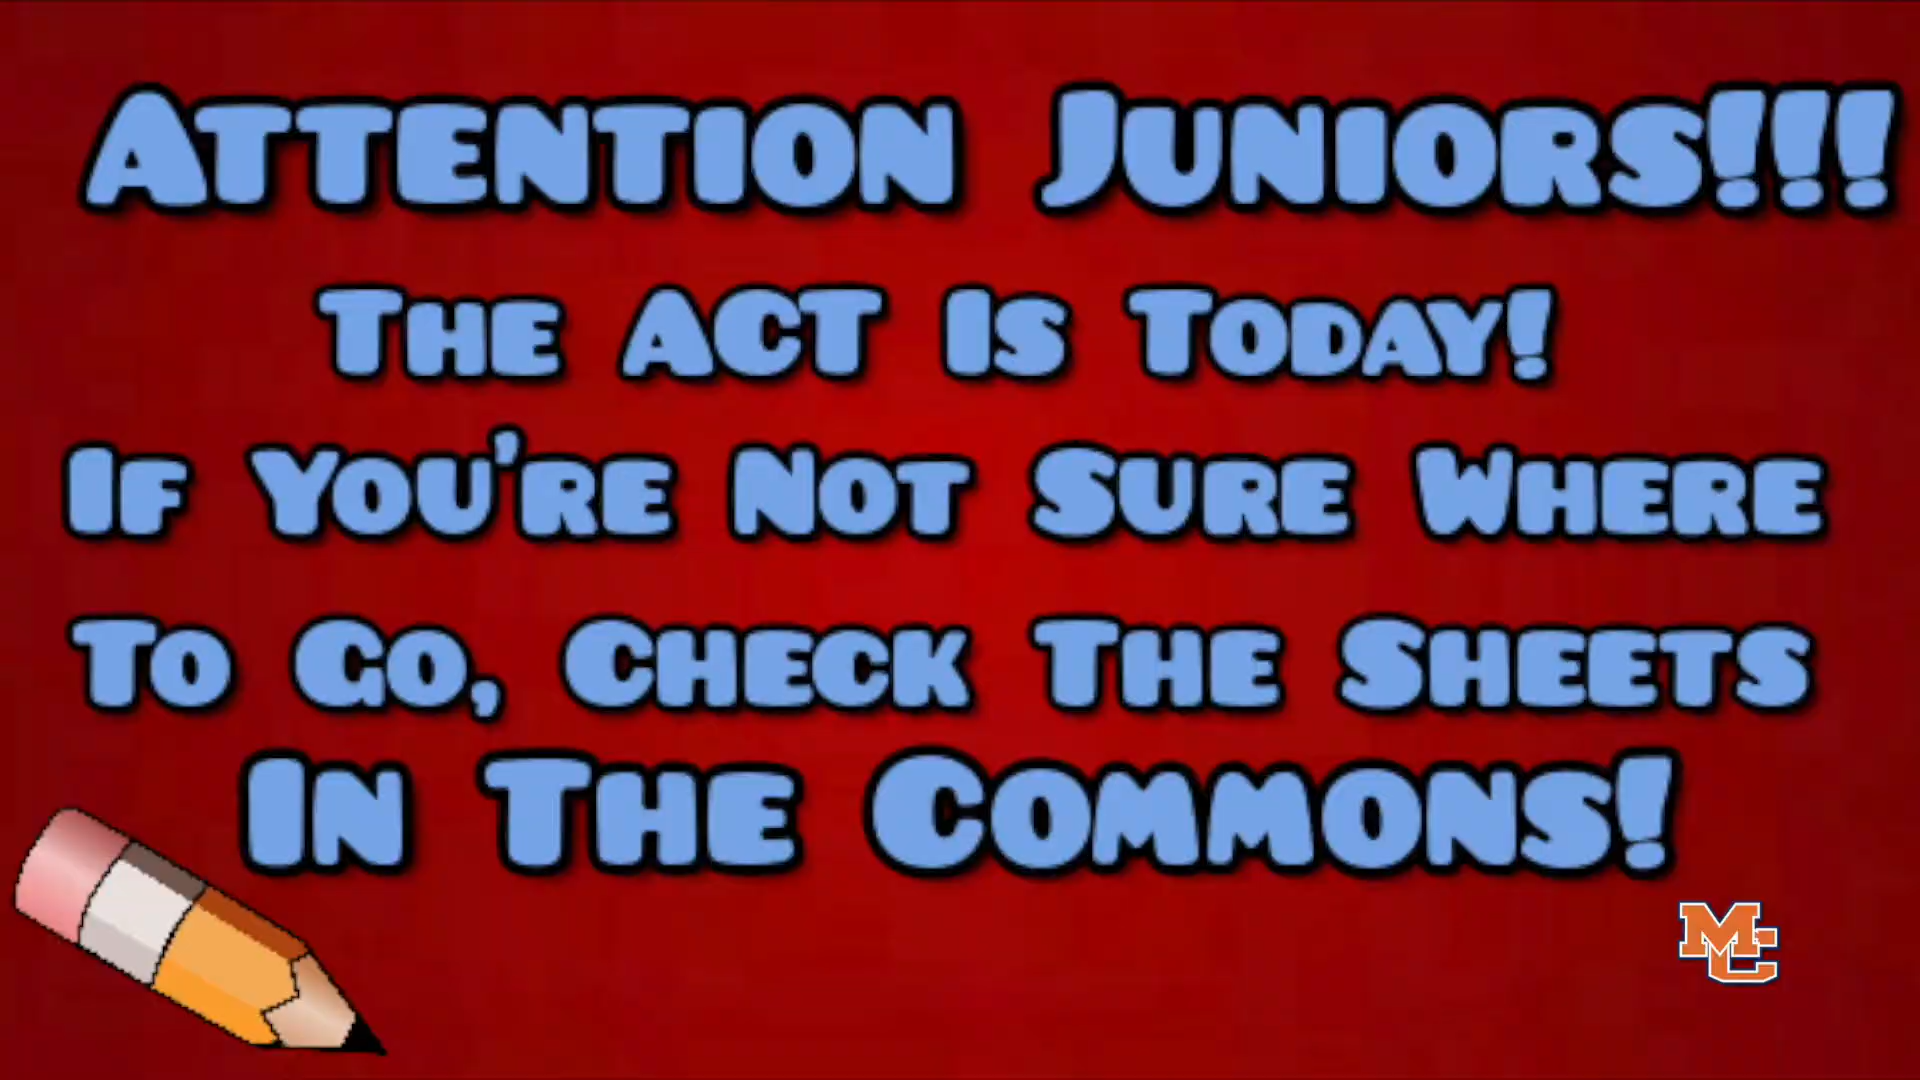 Attention Juniors!!!
The ACT Is Today!
If You're Not Sure Where
To Go, Check The Sheets
In The Commons!
MC